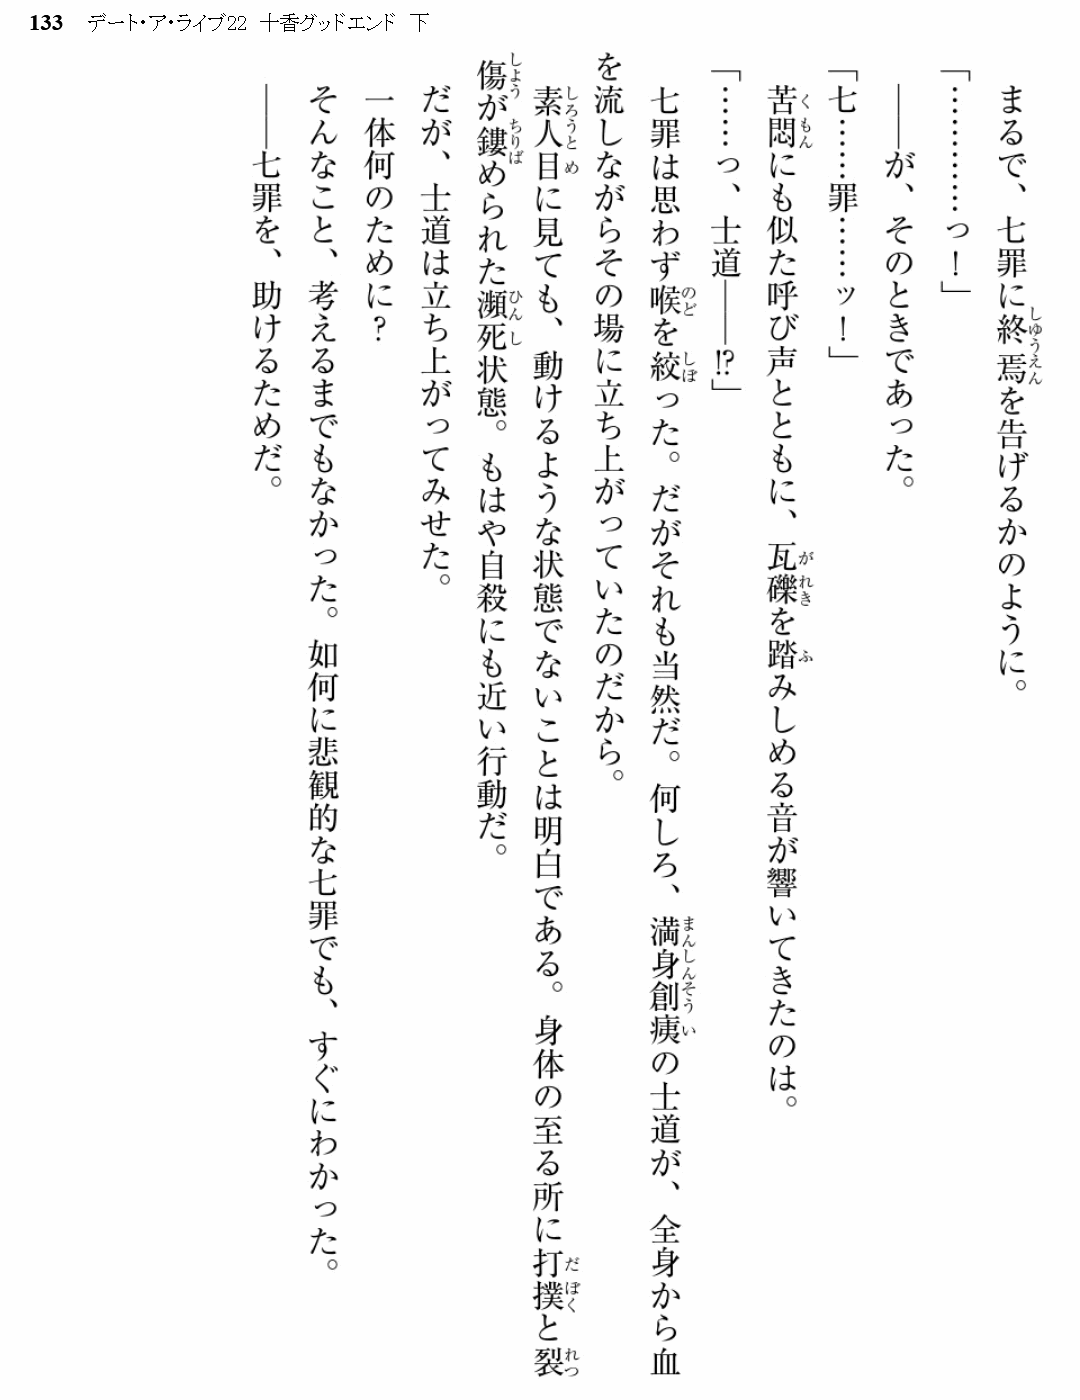 133 デート・ア・ライブ22 十香グッドエンド 下
まるで、七罪に終焉を告げるかのように。
「…………っ！」
――が、そのときであった。
「七……罪……ッ！」
苦悶にも似た呼び声とともに、瓦礫を踏みしめる音が響いてきたのは。
「……っ、士道――!?」
七罪は思わず喉を絞った。だがそれも当然だ。何しろ、満身創痍の士道が、全身から血
を流しながらその場に立ち上がっていたのだから。
素人目に見ても、動けるような状態でないことは明白である。身体の至る所に打撲と裂
傷が鏤められた瀕死状態。もはや自殺にも近い行動だ。
だが、士道は立ち上がってみせた。
一体何のために？
そんなこと、考えるまでもなかった。如何に悲観的な七罪でも、すぐにわかった。
――七罪を、助けるためだ。